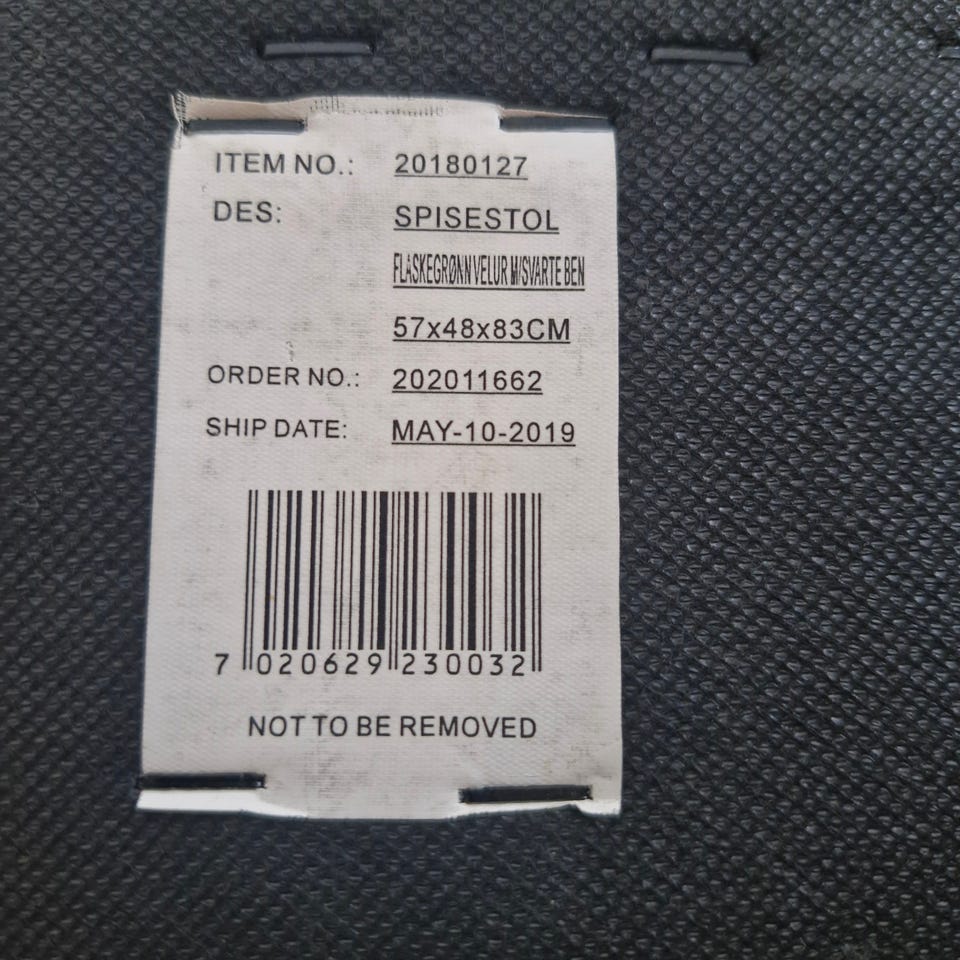 ITEM NO.: 20180127
DES: SPISESTOL
FLASKEGRØNN VELUR M/SVARTE BEN
57x48x83CM
ORDER NO.: 202011662
SHIP DATE: MAY-10-2019
7 020629 230032
NOT TO BE REMOVED